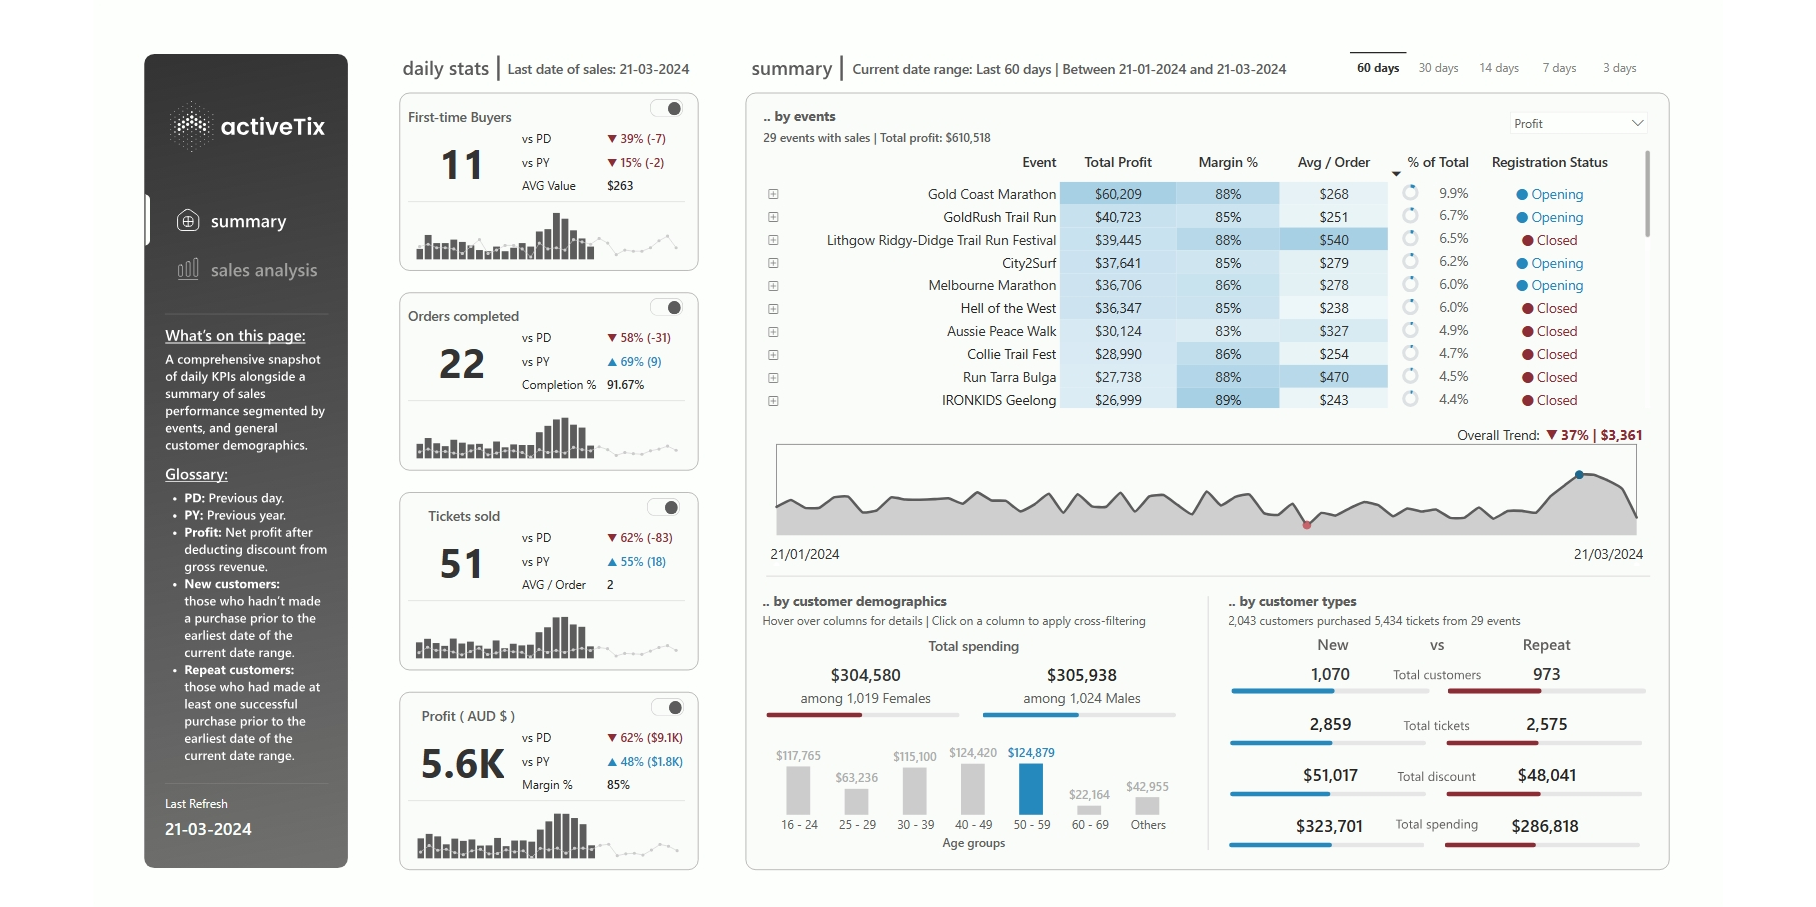 activeTix
summary
sales analysis
What's on this page:
A comprehensive snapshot
of daily KPIs alongside a
summary of sales
performance segmented by
events, and general
customer demographics.
Glossary:
• PD: Previous day.
• PY: Previous year.
• Profit: Net profit after
deducting discount from
gross revenue.
• New customers:
those who hadn't made
a purchase prior to the
earliest date of the
current date range.
• Repeat customers:
those who had made at
least one successful
purchase prior to the
earliest date of the
current date range.
Last Refresh
21-03-2024
daily stats | Last date of sales: 21-03-2024
First-time Buyers
11
vs PD ▼ 39% (-7)
vs PY ▼ 15% (-2)
AVG Value $263
Orders completed
22
vs PD ▼ 58% (-31)
vs PY ▲ 69% (9)
Completion % 91.67%
Tickets sold
51
vs PD ▼ 62% (-83)
vs PY ▲ 55% (18)
AVG / Order 2
Profit ( AUD $ )
5.6K
vs PD ▼ 62% ($9.1K)
vs PY ▲ 48% ($1.8K)
Margin % 85%
summary | Current date range: Last 60 days | Between 21-01-2024 and 21-03-2024
60 days 30 days 14 days 7 days 3 days
.. by events
29 events with sales | Total profit: $610,518
Profit
Event Total Profit Margin % Avg / Order % of Total Registration Status
Gold Coast Marathon $60,209 88% $268 9.9% Opening
GoldRush Trail Run $40,723 85% $251 6.7% Opening
Lithgow Ridgy-Didge Trail Run Festival $39,445 88% $540 6.5% Closed
City2Surf $37,641 85% $279 6.2% Opening
Melbourne Marathon $36,706 86% $278 6.0% Opening
Hell of the West $36,347 85% $238 6.0% Closed
Aussie Peace Walk $30,124 83% $327 4.9% Closed
Collie Trail Fest $28,990 86% $254 4.7% Closed
Run Tarra Bulga $27,738 88% $470 4.5% Closed
IRONKIDS Geelong $26,999 89% $243 4.4% Closed
Overall Trend: ▼ 37% | $3,361
21/01/2024 21/03/2024
.. by customer demographics
Hover over columns for details | Click on a column to apply cross-filtering
Total spending
$304,580 $305,938
among 1,019 Females among 1,024 Males
$117,765 $63,236 $115,100 $124,420 $124,879 $22,164 $42,955
16 - 24 25 - 29 30 - 39 40 - 49 50 - 59 60 - 69 Others
Age groups
.. by customer types
2,043 customers purchased 5,434 tickets from 29 events
New vs Repeat
1,070 Total customers 973
2,859 Total tickets 2,575
$51,017 Total discount $48,041
$323,701 Total spending $286,818